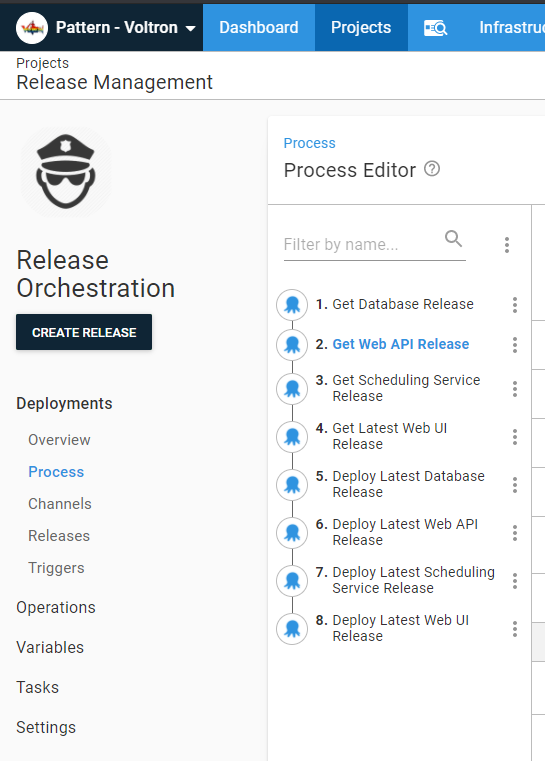 Pattern - Voltron
Dashboard
Projects
Infrastruc
Projects
Release Management
Process
Process Editor
Filter by name...
Release
Orchestration
CREATE RELEASE
Deployments
Overview
Process
Channels
Releases
Triggers
Operations
Variables
Tasks
Settings
1. Get Database Release
2. Get Web API Release
3. Get Scheduling Service
Release
4. Get Latest Web UI
Release
5. Deploy Latest Database
Release
6. Deploy Latest Web API
Release
7. Deploy Latest Scheduling
Service Release
8. Deploy Latest Web UI
Release